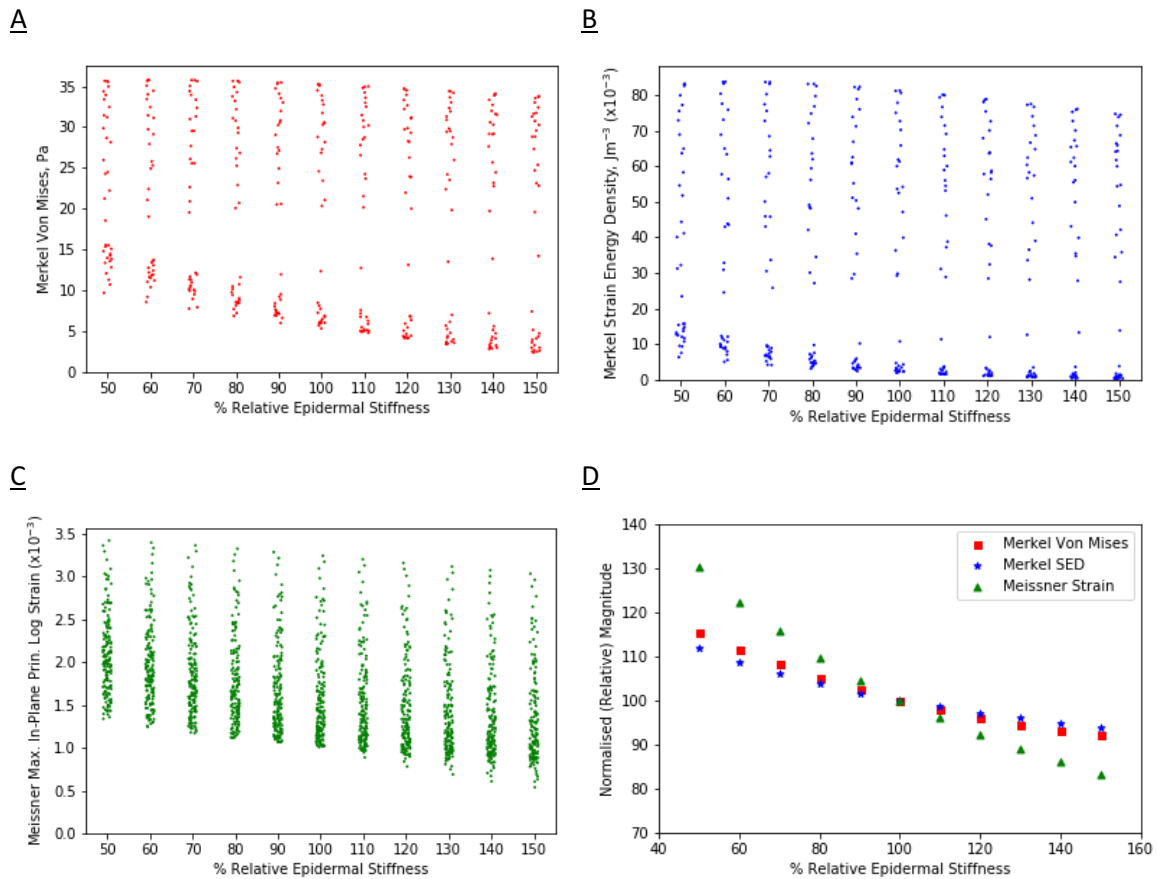 A
Merkel Von Mises, Pa
35
30
25
20
15
10
5
0
50 60 70 80 90 100 110 120 130 140 150
% Relative Epidermal Stiffness
B
Merkel Strain Energy Density, Jm⁻³ (x10⁻³)
80
70
60
50
40
30
20
10
0
50 60 70 80 90 100 110 120 130 140 150
% Relative Epidermal Stiffness
C
Meissner Max. In-Plane Prin. Log Strain (x10⁻³)
3.5
3.0
2.5
2.0
1.5
1.0
0.5
0.0
50 60 70 80 90 100 110 120 130 140 150
% Relative Epidermal Stiffness
D
Normalised (Relative) Magnitude
140
130
120
110
100
90
80
70
Merkel Von Mises
Merkel SED
Meissner Strain
40 60 80 100 120 140 160
% Relative Epidermal Stiffness